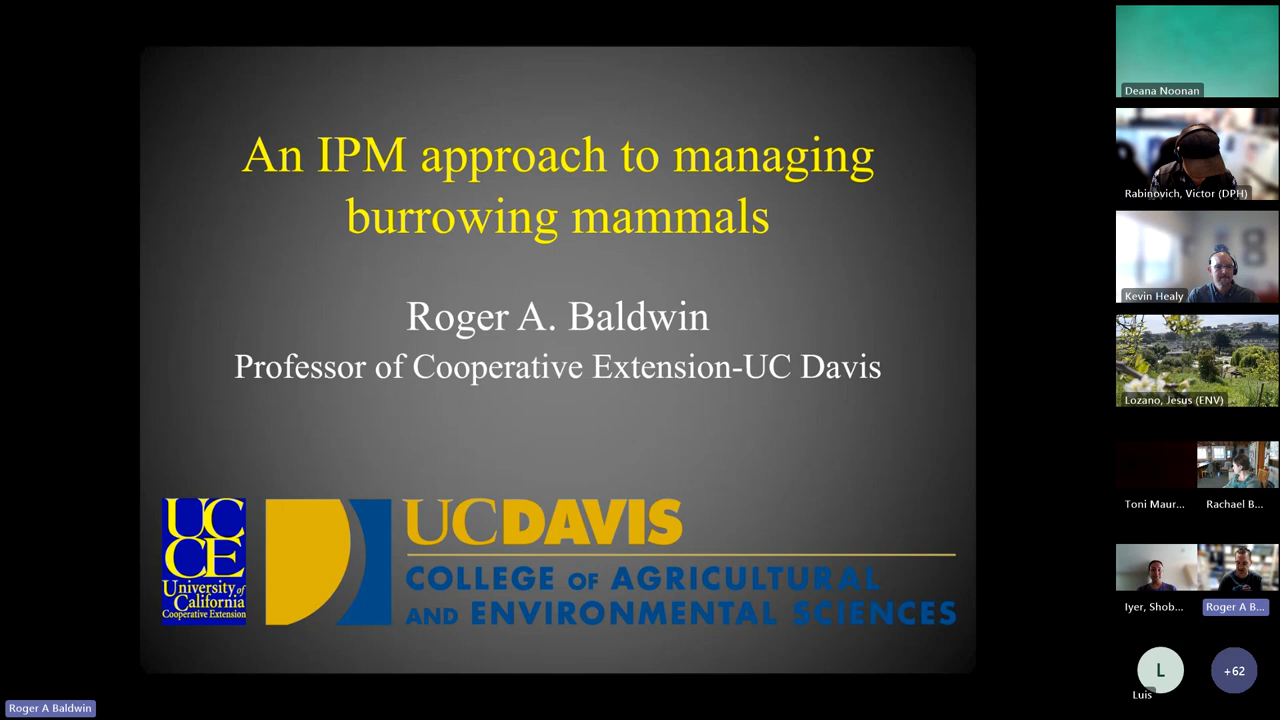 An IPM approach to managing
burrowing mammals
Roger A. Baldwin
Professor of Cooperative Extension-UC Davis
UC
CE
University of
California
Cooperative Extension
UCDAVIS
COLLEGE OF AGRICULTURAL
AND ENVIRONMENTAL SCIENCES
Roger A Baldwin
Deana Noonan
Rabinovich, Victor (DPH)
Kevin Healy
Lozano, Jesus (ENV)
Toni Maur...
Rachael B...
Iyer, Shob...
Roger A B...
L
Luis
+62